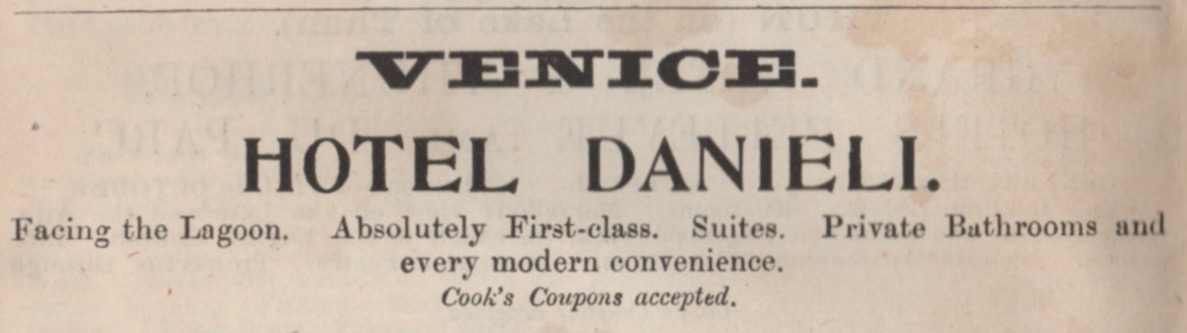 VENICE.
HOTEL DANIELI.
Facing the Lagoon. Absolutely First-class. Suites. Private Bathrooms and
every modern convenience.
Cook's Coupons accepted.